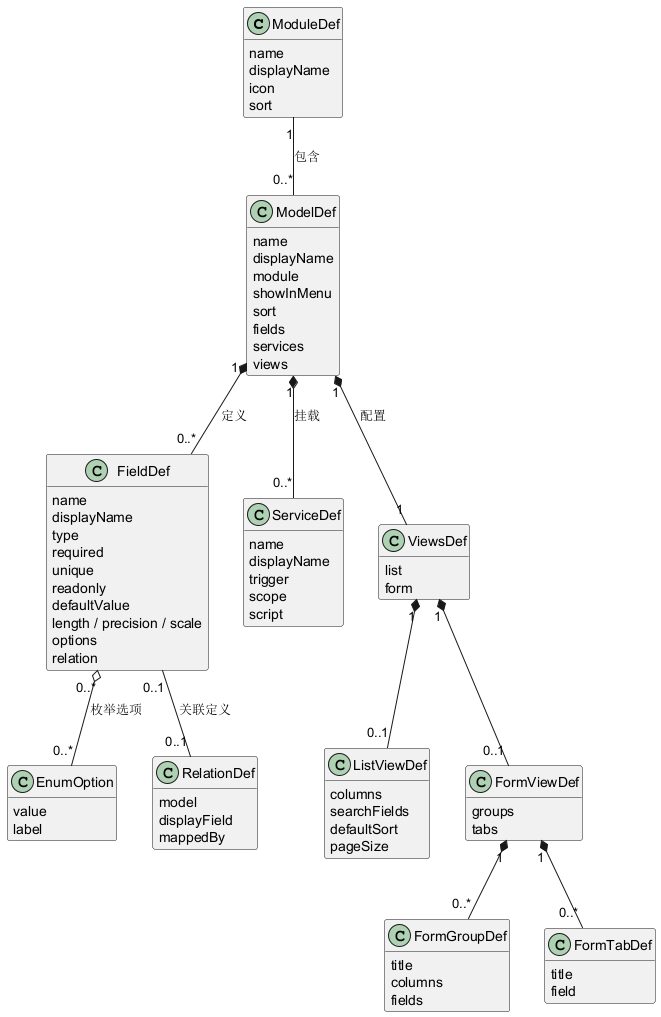 C ModuleDef
name
displayName
icon
sort
1
包含
0..*
C ModelDef
name
displayName
module
showInMenu
sort
fields
services
views
1
1
1
定义
挂载
配置
0..*
0..*
1
C FieldDef
name
displayName
type
required
unique
readonly
defaultValue
length / precision / scale
options
relation
C ServiceDef
name
displayName
trigger
scope
script
C ViewsDef
list
form
0..*
0..1
1
1
枚举选项
关联定义
0..*
0..1
0..1
0..1
C EnumOption
value
label
C RelationDef
model
displayField
mappedBy
C ListViewDef
columns
searchFields
defaultSort
pageSize
C FormViewDef
groups
tabs
1
1
0..*
0..*
C FormGroupDef
title
columns
fields
C FormTabDef
title
field